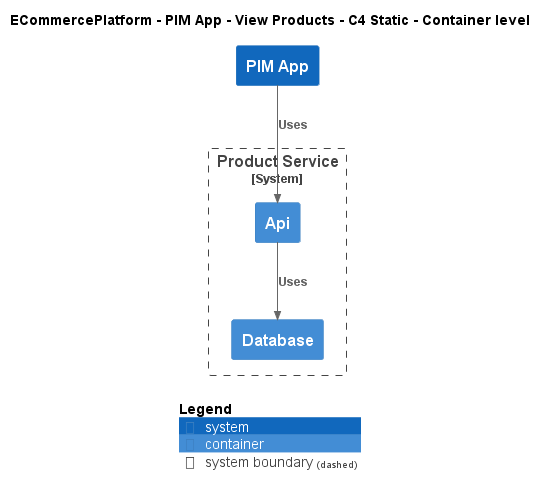 ECommercePlatform - PIM App - View Products - C4 Static - Container level
PIM App
Uses
Product Service
[System]
Api
Uses
Database
Legend
system
container
system boundary (dashed)